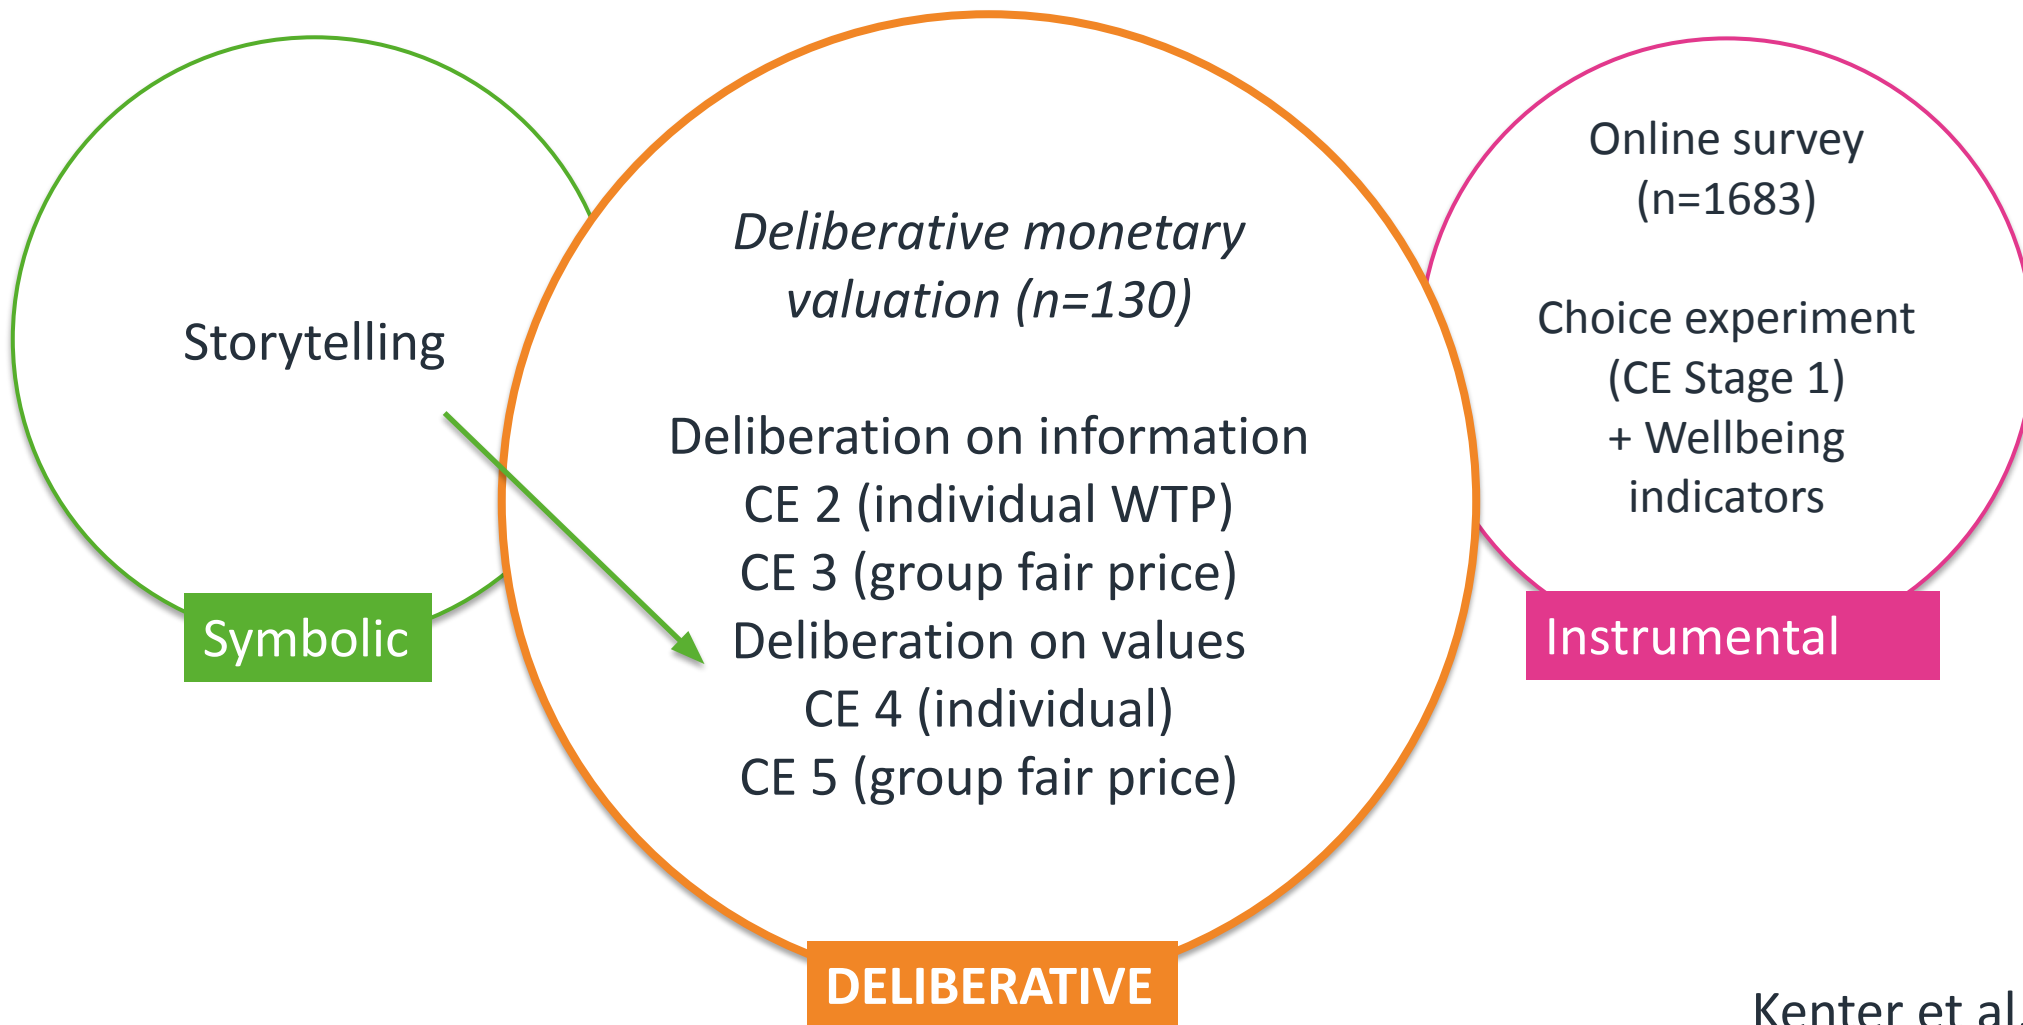 Storytelling
Symbolic
Deliberative monetary
valuation (n=130)
Deliberation on information
CE 2 (individual WTP)
CE 3 (group fair price)
Deliberation on values
CE 4 (individual)
CE 5 (group fair price)
DELIBERATIVE
Online survey
(n=1683)
Choice experiment
(CE Stage 1)
+ Wellbeing
indicators
Instrumental
Kenter et al.